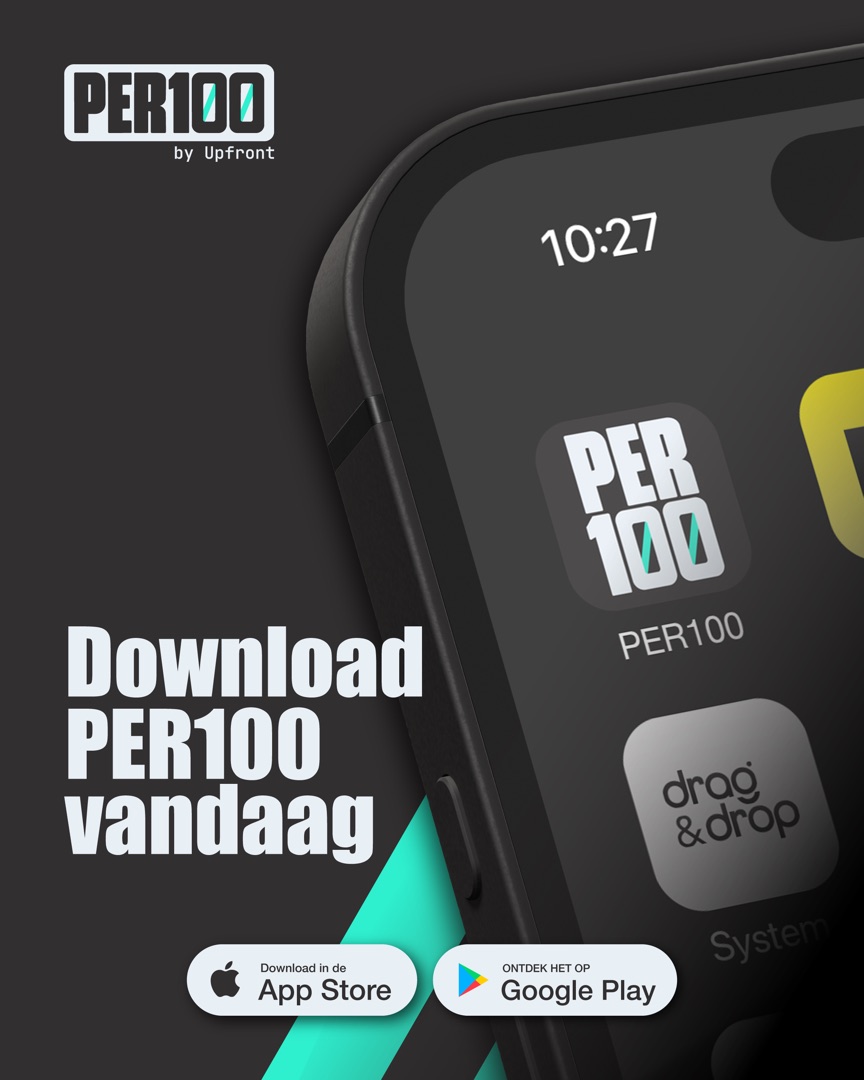 PER100
by Upfront
10:27
PER
100
PER100
Download
PER100
vandaag
drag
&drop
System
Download in de
App Store
ONTDEK HET OP
Google Play